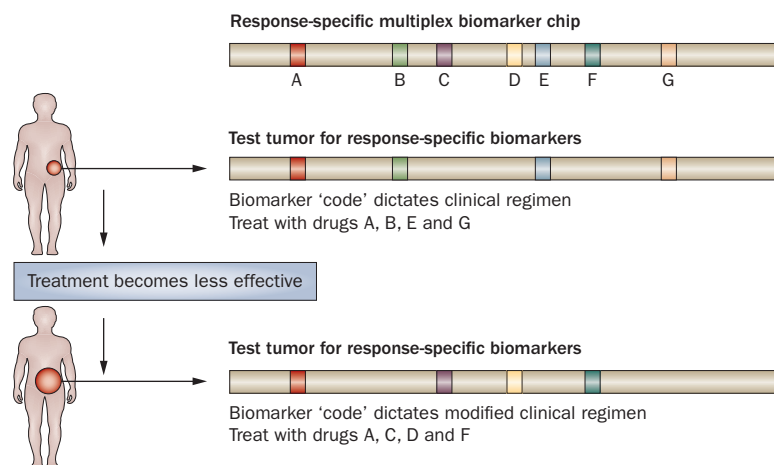 Response-specific multiplex biomarker chip
A B C D E F G
Test tumor for response-specific biomarkers
Biomarker ‘code’ dictates clinical regimen
Treat with drugs A, B, E and G
Treatment becomes less effective
Test tumor for response-specific biomarkers
Biomarker ‘code’ dictates modified clinical regimen
Treat with drugs A, C, D and F